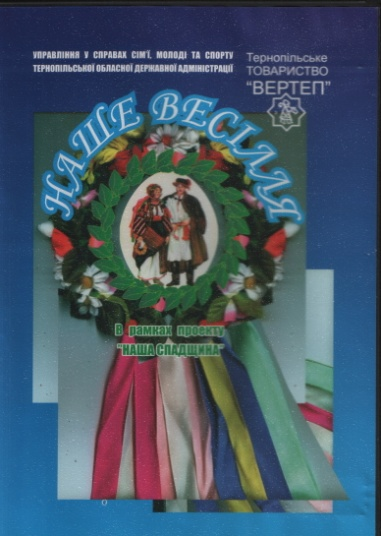 УПРАВЛІННЯ У СПРАВАХ СІМ'Ї, МОЛОДІ ТА СПОРТУ
ТЕРНОПІЛЬСЬКОЇ ОБЛАСНОЇ ДЕРЖАВНОЇ АДМІНІСТРАЦІЇ
Тернопільське
ТОВАРИСТВО
"ВЕРТЕП"
НАШЕ ВЕСІЛЛЯ
В рамках проекту
"НАША СПАДЩИНА"